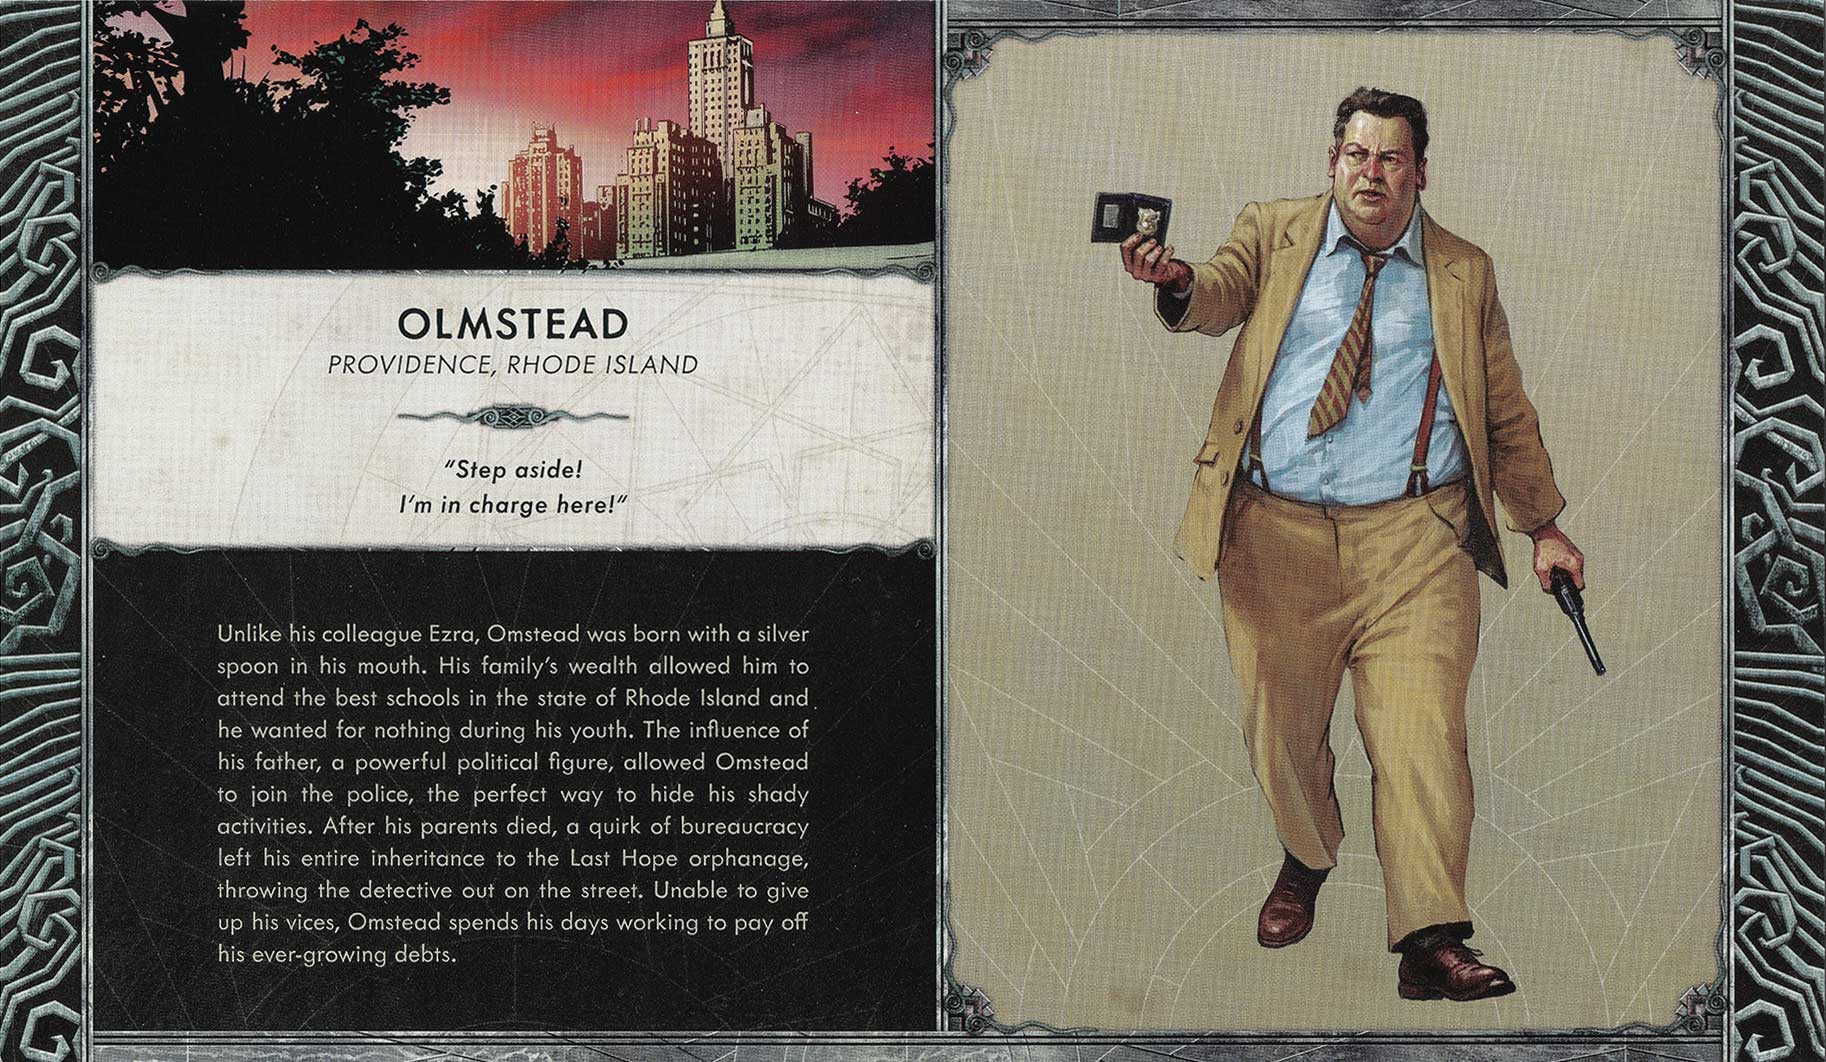 OLMSTEAD
PROVIDENCE, RHODE ISLAND
“Step aside!
I’m in charge here!“
Unlike his colleague Ezra, Omstead was born with a silver
spoon in his mouth. His family’s wealth allowed him to
attend the best schools in the state of Rhode Island and
he wanted for nothing during his youth. The influence of
his father, a powerful political figure, allowed Omstead
to join the police, the perfect way to hide his shady
activities. After his parents died, a quirk of bureaucracy
left his entire inheritance to the Last Hope orphanage,
throwing the detective out on the street. Unable to give
up his vices, Omstead spends his days working to pay off
his ever-growing debts.